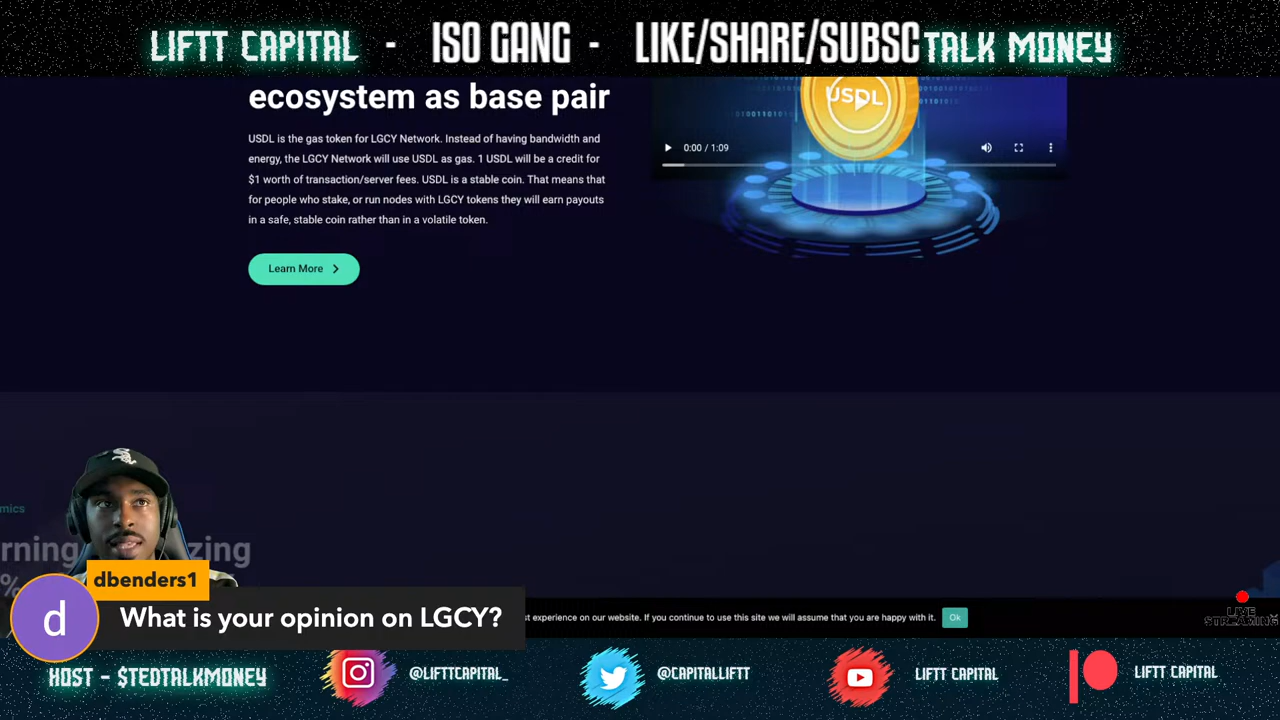 LIFTT CAPITAL - ISO GANG - LIKE/SHARE/SUBSC TALK MONEY
ecosystem as base pair
USDL is the gas token for LGCY Network. Instead of having bandwidth and
energy, the LGCY Network will use USDL as gas. 1 USDL will be a credit for
$1 worth of transaction/server fees. USDL is a stable coin. That means that
for people who stake, or run nodes with LGCY tokens they will earn payouts
in a safe, stable coin rather than in a volatile token.
Learn More
USDL
0:00 / 1:09
mics
rning
zing
%
dbenders1
d
What is your opinion on LGCY?
t experience on our website. If you continue to use this site we will assume that you are happy with it.
Ok
LIVE
STREAMING
HOST - $TEDTALKMONEY
@LIFTTCAPITAL_
@CAPITALLIFTT
LIFTT CAPITAL
LIFTT CAPITAL